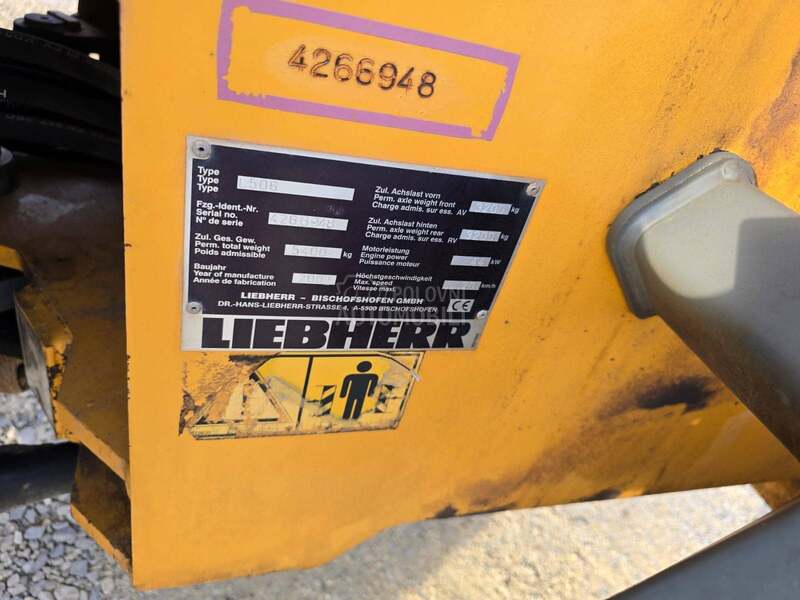 4266948
Type
Type
Type
L506
Fzg.-Ident.-Nr.
Serial no.
N° de serie
4266948
Zul. Ges. Gew.
Perm. total weight
Poids admissible
5400 kg
Baujahr
Year of manufacture
Année de fabrication
Zul. Achslast vorn
Perm. axle weight front
Charge admis. sur ess. AV
kg
Zul. Achslast hinten
Perm. axle weight rear
Charge admis. sur ess. RV
kg
Motorleistung
Engine power
Puissance moteur
kW
Höchstgeschwindigkeit
Max. speed
Vitesse maxi.
km/h
LIEBHERR – BISCHOFSHOFEN GMBH
DR.-HANS-LIEBHERR-STRASSE 4, A-5500 BISCHOFSHOFEN
CE
LIEBHERR
POLOVNI
AUTOMOBILI